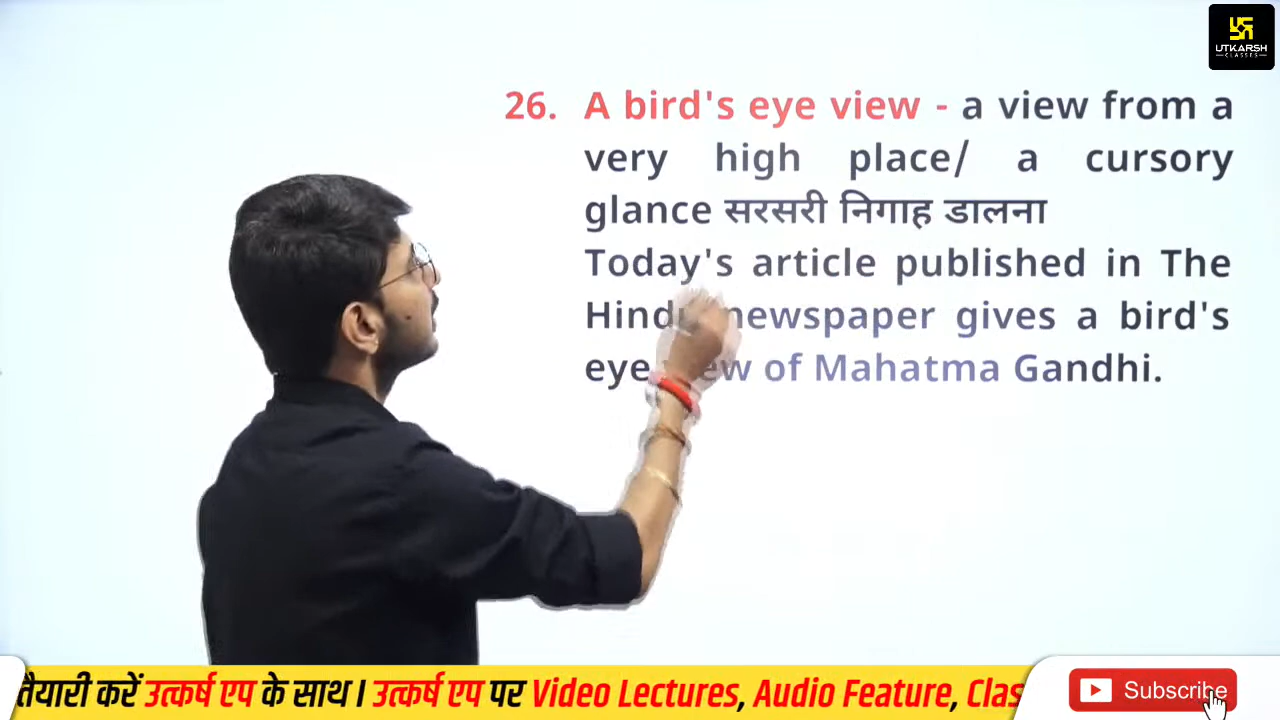 UTKARSH
CLASSES
26. A bird's eye view - a view from a
very high place/ a cursory
glance सरसरी निगाह डालना
Today's article published in The
newspaper gives a bird's
eye of Mahatma Gandhi.
तैयारी करें उत्कर्ष एप के साथ। उत्कर्ष एप पर Video Lectures, Audio Feature,
Subscribe